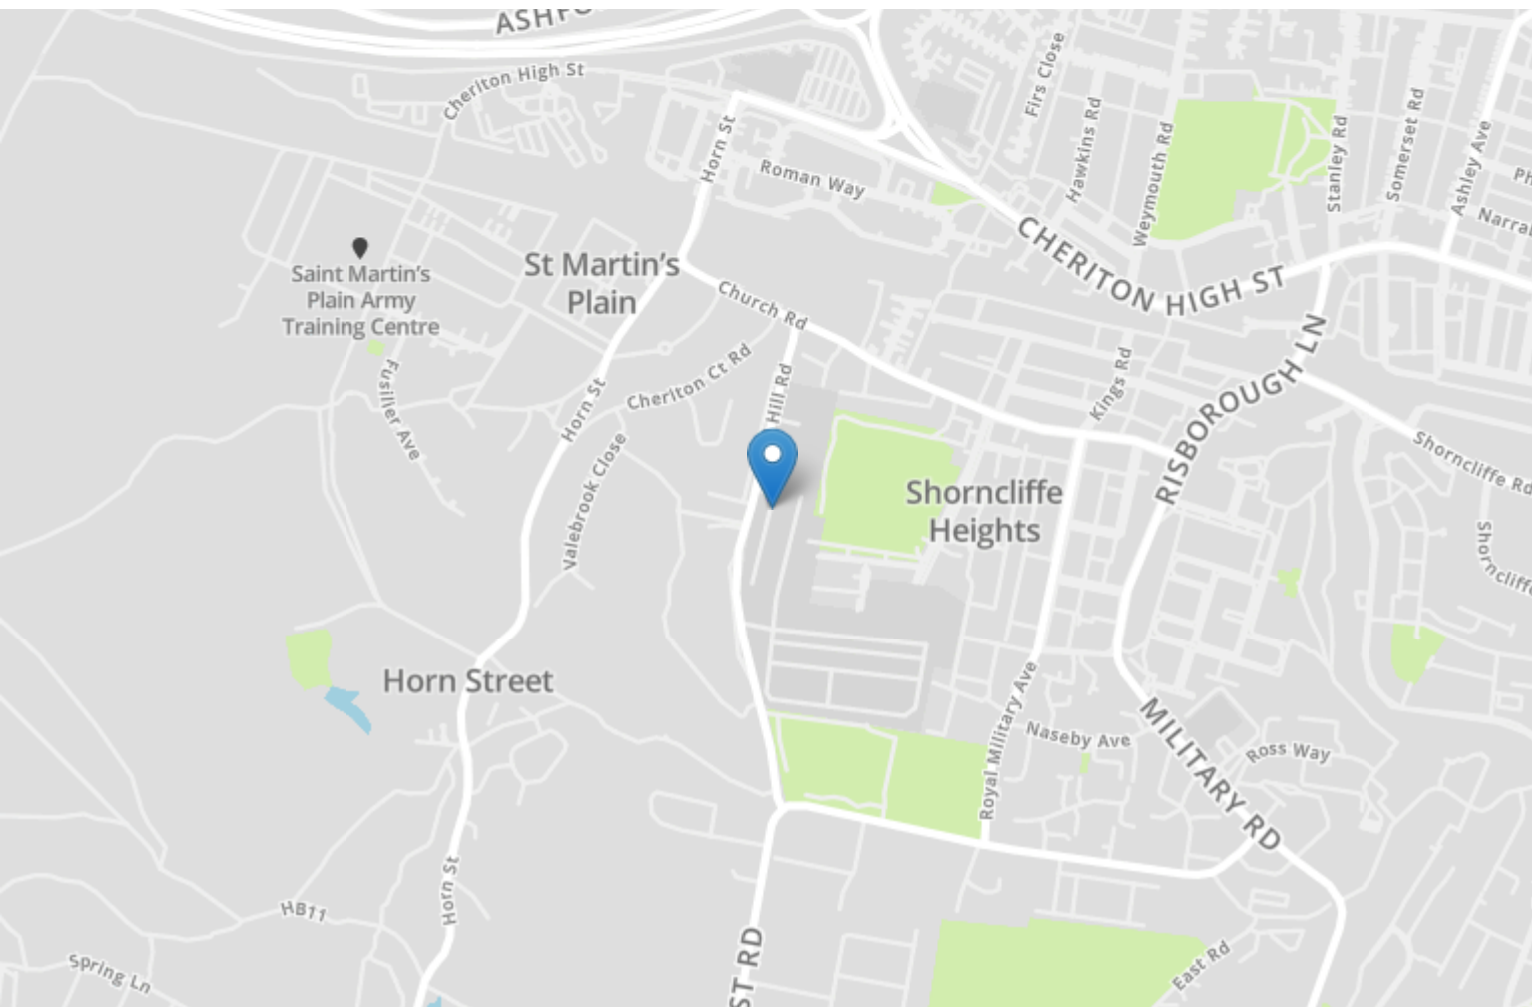 ASHFO
Cheriton High St
Firs Close
Hawkins Rd
Weymouth Rd
Stanley Rd
Somerset Rd
Ashley Ave
Ph
Narra
Horn St
Roman Way
CHERITON HIGH ST
St Martin's
Plain
Saint Martin's
Plain Army
Training Centre
Church Rd
Cheriton Ct Rd
Hill Rd
Kings Rd
RISBOROUGH LN
Fusilier Ave
Horn St
Valebrook Close
Shorncliffe Rd
Shorncliffe
Shorncliffe
Heights
Horn Street
Royal Military Ave
Naseby Ave
MILITARY RD
Ross Way
Horn St
HB11
Spring Ln
ST RD
East Rd